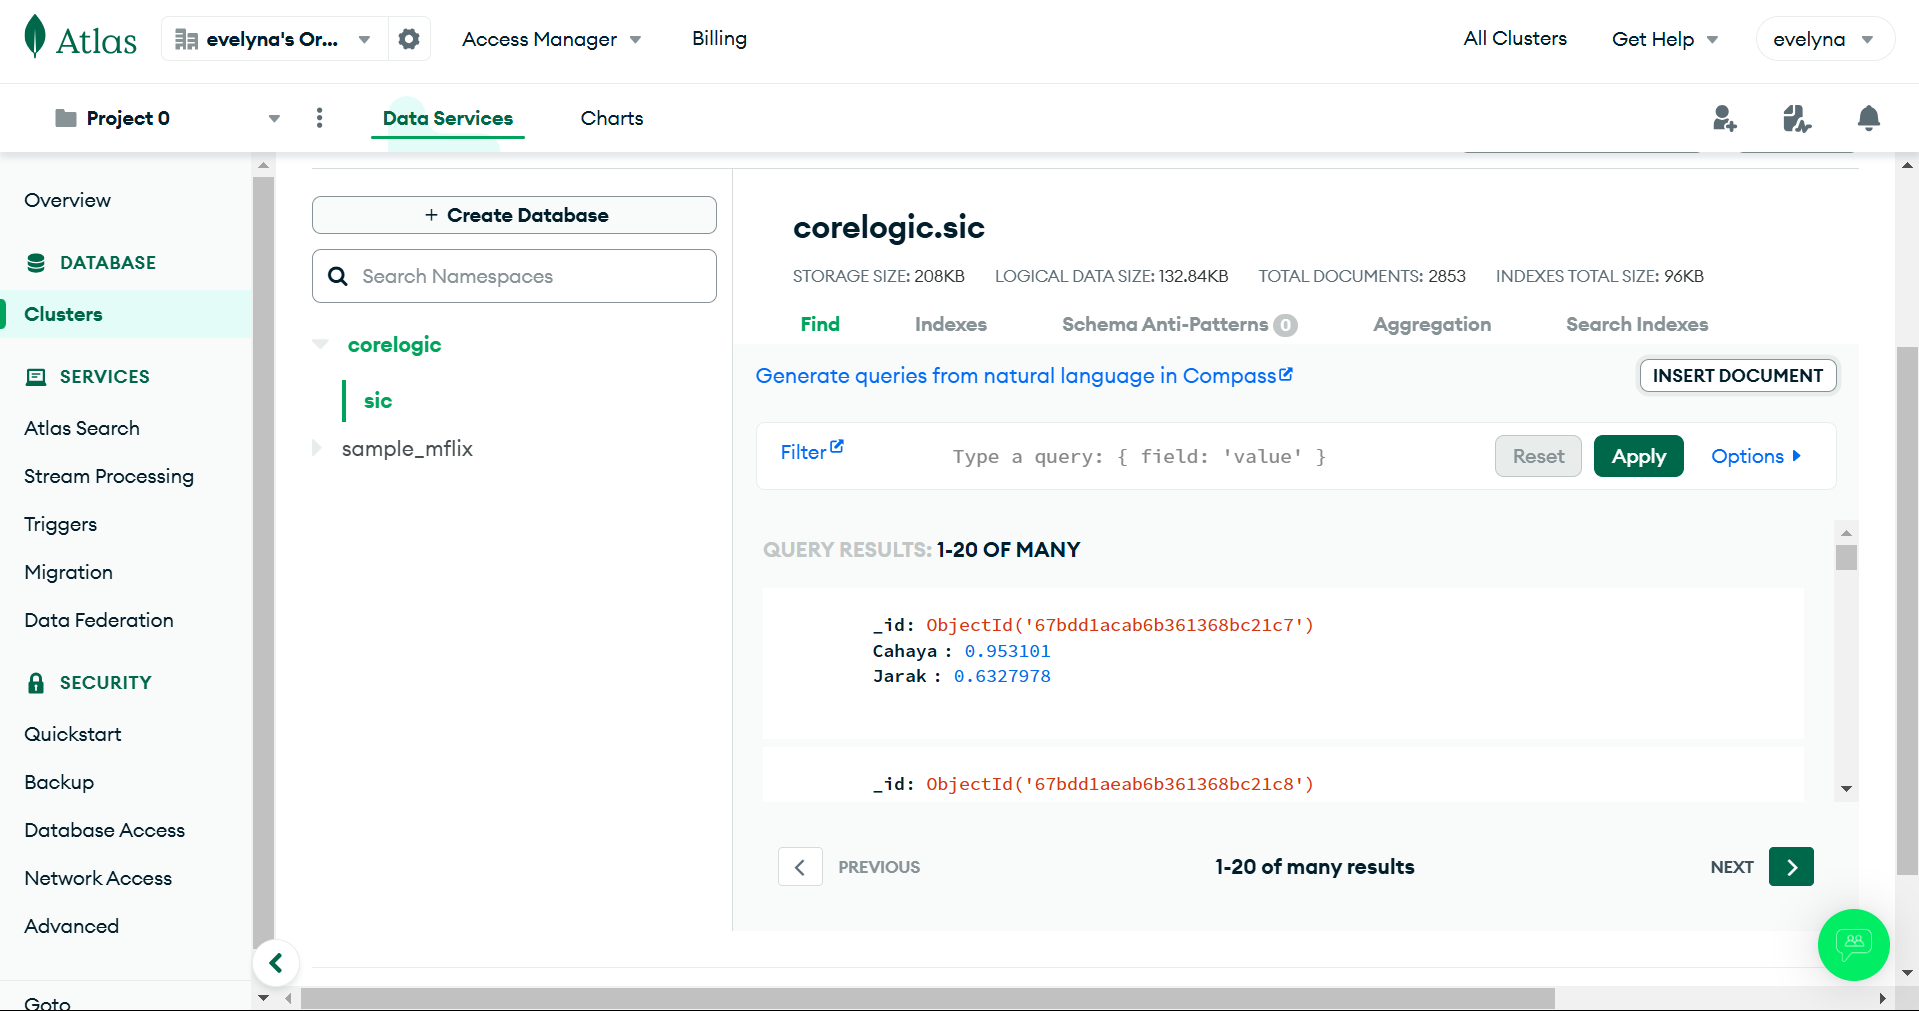 Atlas
evelyna's Or...
Access Manager
Billing
All Clusters
Get Help
evelyna
Project 0
Data Services
Charts
Overview
DATABASE
Clusters
SERVICES
Atlas Search
Stream Processing
Triggers
Migration
Data Federation
SECURITY
Quickstart
Backup
Database Access
Network Access
Advanced
Goto
+ Create Database
Search Namespaces
corelogic
sic
sample_mflix
corelogic.sic
STORAGE SIZE: 208KB LOGICAL DATA SIZE: 132.84KB TOTAL DOCUMENTS: 2853 INDEXES TOTAL SIZE: 96KB
Find Indexes Schema Anti-Patterns 0 Aggregation Search Indexes
Generate queries from natural language in Compass
INSERT DOCUMENT
Filter
Type a query: { field: 'value' }
Reset
Apply
Options
QUERY RESULTS: 1-20 OF MANY
_id: ObjectId('67bdd1acab6b361368bc21c7')
Cahaya : 0.953101
Jarak : 0.6327978
_id: ObjectId('67bdd1aeab6b361368bc21c8')
PREVIOUS
1-20 of many results
NEXT